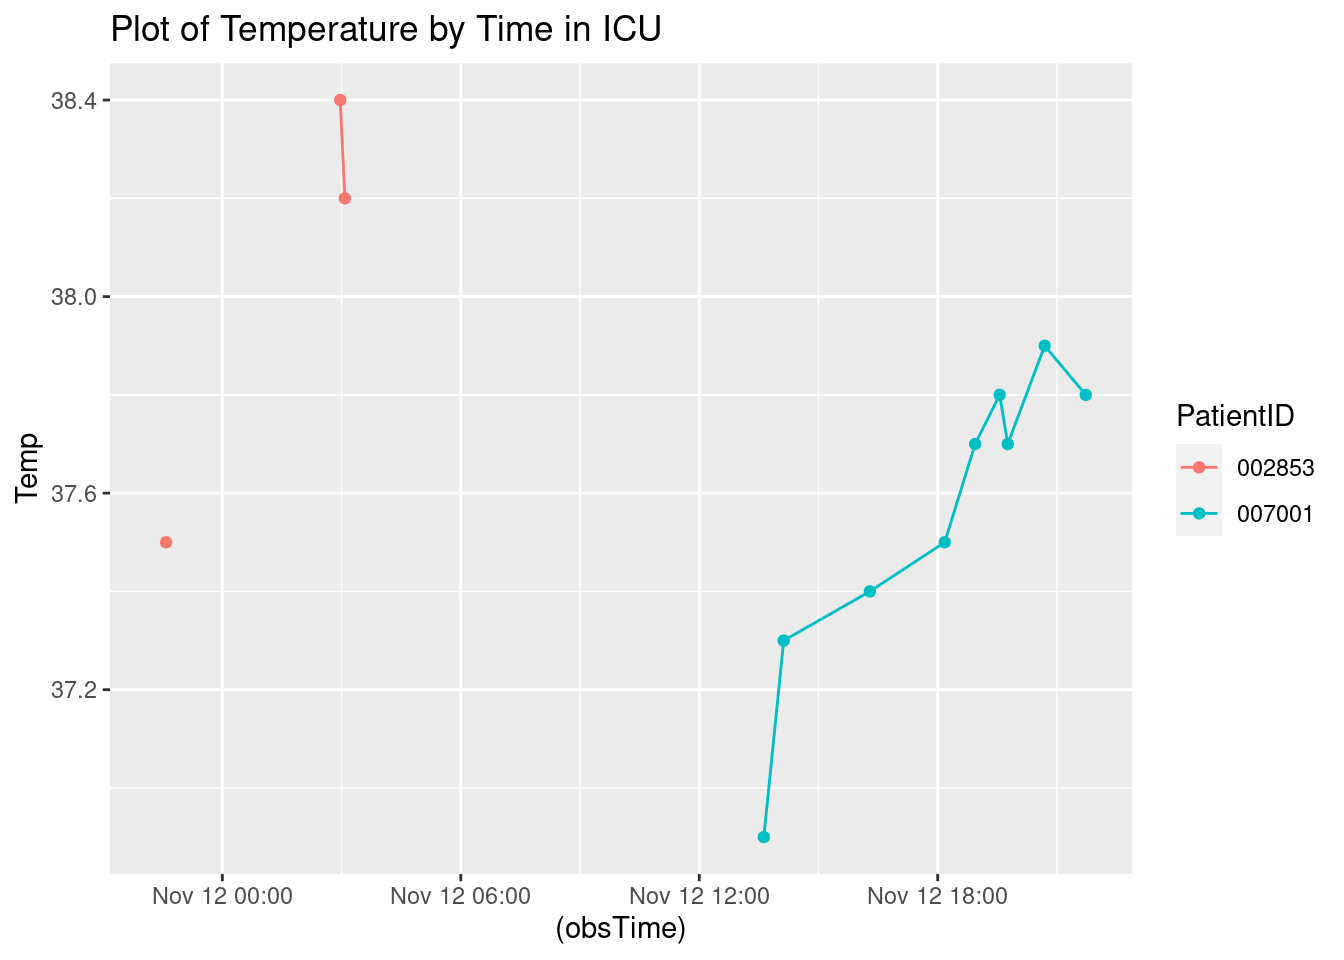 Plot of Temperature by Time in ICU
38.4
38.0
37.6
37.2
Temp
Nov 12 00:00
Nov 12 06:00
Nov 12 12:00
Nov 12 18:00
(obsTime)
PatientID
002853
007001